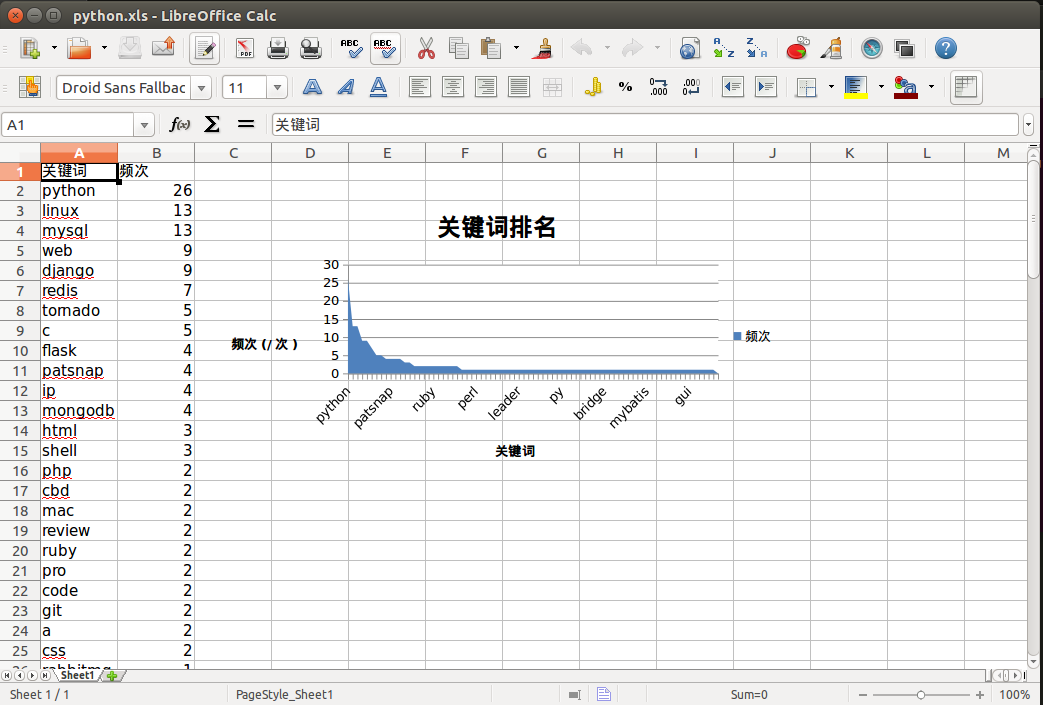 python.xls - LibreOffice Calc
Droid Sans Fallbac 11
A1 关键词
A B C D E F G H I J K L M
1 关键词 频次
2 python 26
3 linux 13
4 mysql 13
5 web 9
6 django 9
7 redis 7
8 tornado 5
9 c 5
10 flask 4
11 patsnap 4
12 ip 4
13 mongodb 4
14 html 3
15 shell 3
16 php 2
17 cbd 2
18 mac 2
19 review 2
20 ruby 2
21 pro 2
22 code 2
23 git 2
24 a 2
25 css 2
26 rabbitmq 1
关键词排名
30
25
20
15
10
5
0
频次 (/ 次 )
频次
python patsnap ruby perl leader py bridge mybatis gui
关键词
Sheet1
Sheet 1 / 1 PageStyle_Sheet1 Sum=0 100%